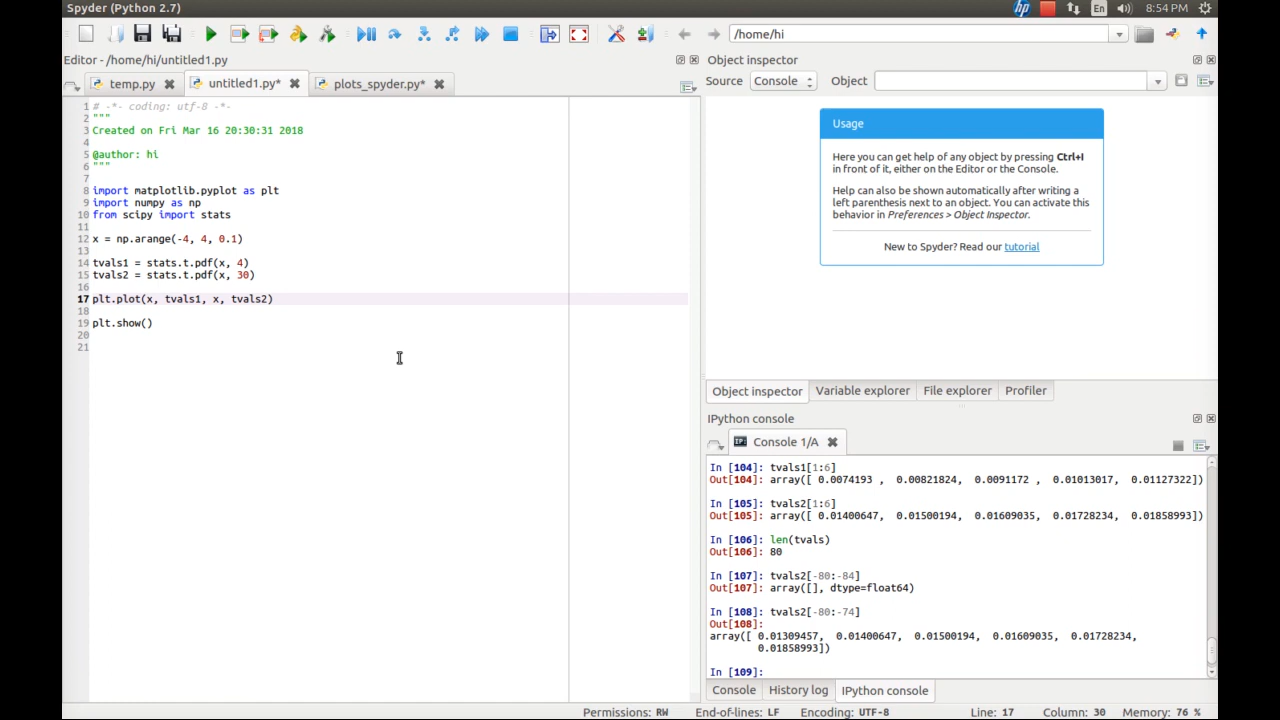 Spyder (Python 2.7)
hp
En
8:54 PM
/home/hi
Editor - /home/hi/untitled1.py
temp.py
untitled1.py*
plots_spyder.py*
1 # -*- coding: utf-8 -*-
2 """
3 Created on Fri Mar 16 20:30:31 2018
4
5 @author: hi
6 """
7
8 import matplotlib.pyplot as plt
9 import numpy as np
10 from scipy import stats
11
12 x = np.arange(-4, 4, 0.1)
13
14 tvals1 = stats.t.pdf(x, 4)
15 tvals2 = stats.t.pdf(x, 30)
16
17 plt.plot(x, tvals1, x, tvals2)
18
19 plt.show()
20
21
Object inspector
Source Console Object
Usage
Here you can get help of any object by pressing Ctrl+I
in front of it, either on the Editor or the Console.
Help can also be shown automatically after writing a
left parenthesis next to an object. You can activate this
behavior in Preferences > Object Inspector.
New to Spyder? Read our tutorial
Object inspector Variable explorer File explorer Profiler
IPython console
IP: Console 1/A
In [104]: tvals1[1:6]
Out[104]: array([ 0.0074193 , 0.00821824, 0.0091172 , 0.01013017, 0.01127322])
In [105]: tvals2[1:6]
Out[105]: array([ 0.01400647, 0.01500194, 0.01609035, 0.01728234, 0.01858993])
In [106]: len(tvals)
Out[106]: 80
In [107]: tvals2[-80:-84]
Out[107]: array([], dtype=float64)
In [108]: tvals2[-80:-74]
Out[108]:
array([ 0.01309457, 0.01400647, 0.01500194, 0.01609035, 0.01728234,
0.01858993])
In [109]:
Console History log IPython console
Permissions: RW End-of-lines: LF Encoding: UTF-8 Line: 17 Column: 30 Memory: 76 %